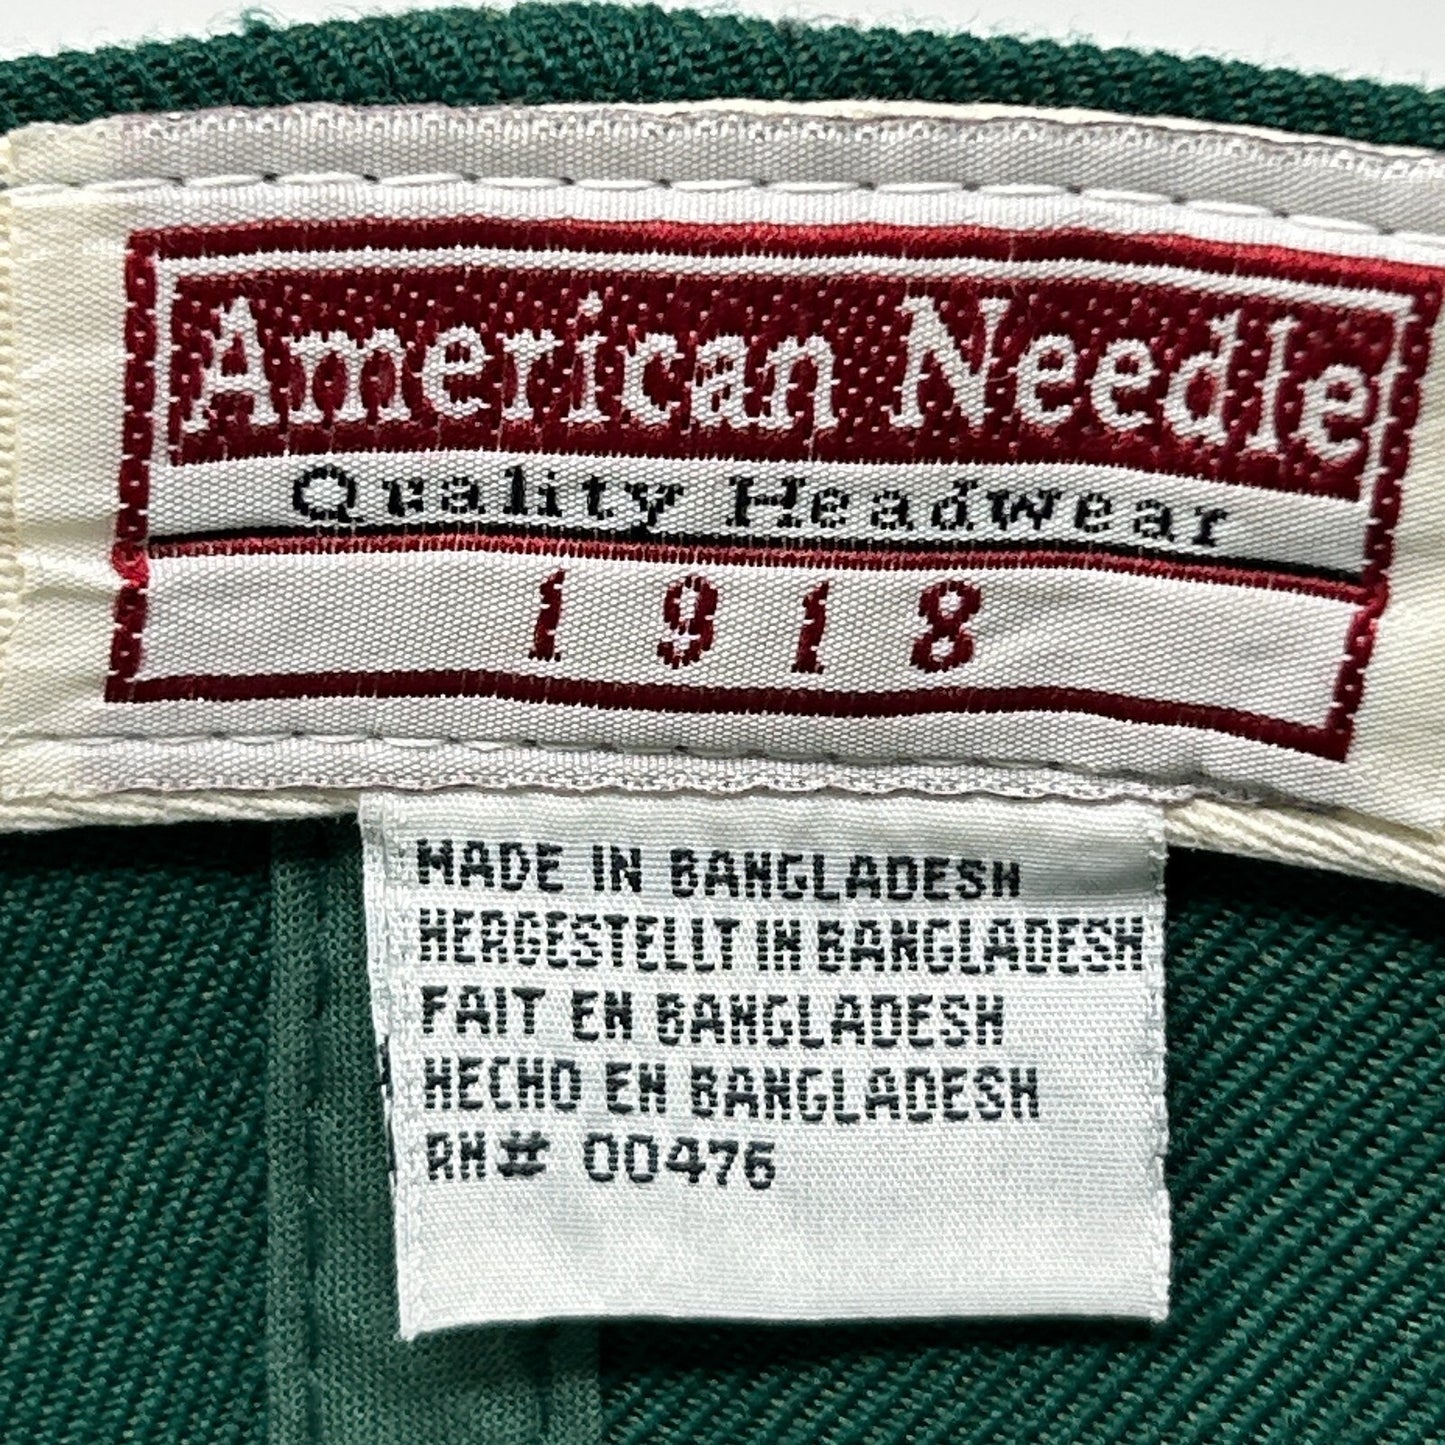 American Needle
Quality Headwear
1918
MADE IN BANGLADESH
HERGESTELLT IN BANGLADESH
FAIT EN BANGLADESH
HECHO EN BANGLADESH
RN# 00476